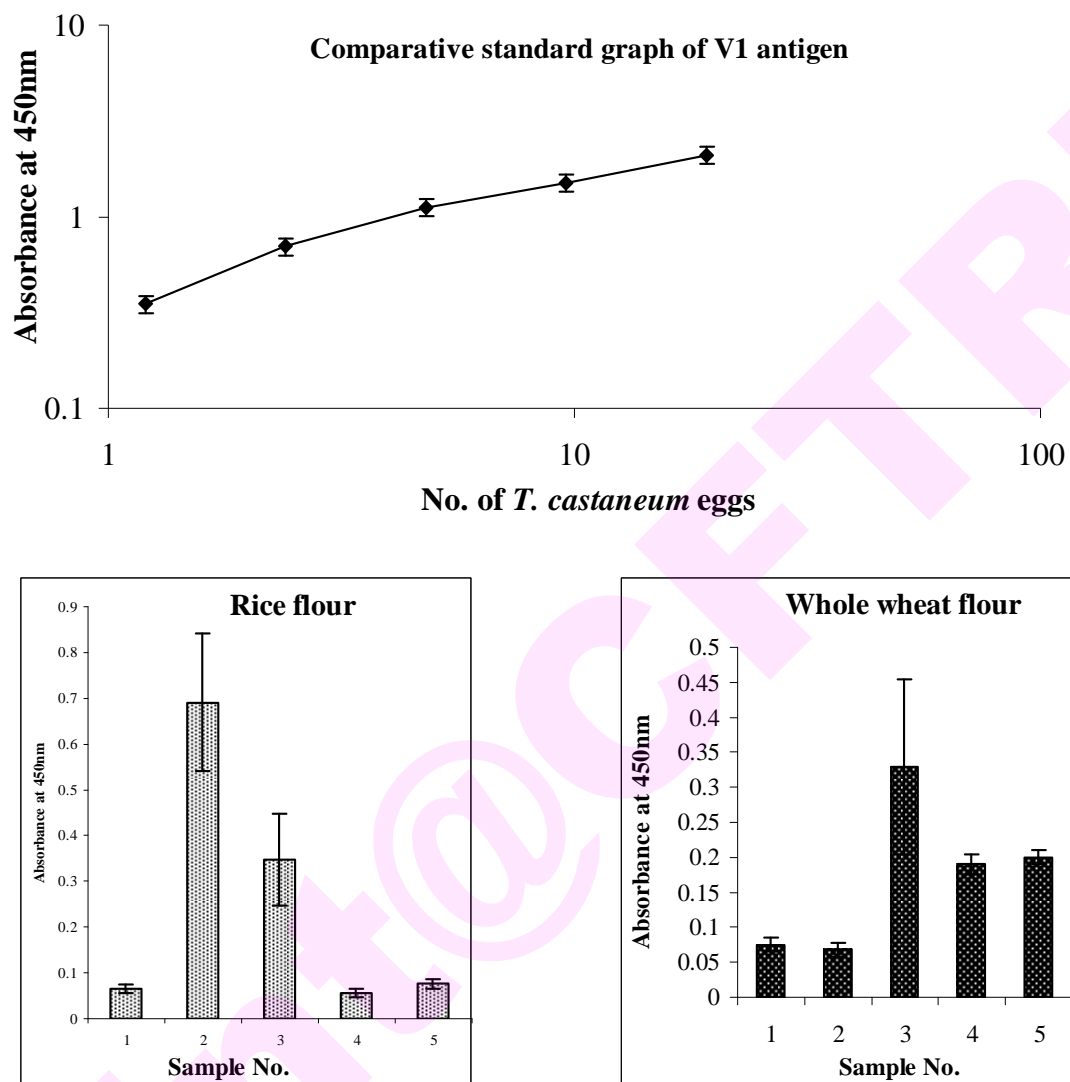 Comparative standard graph of V1 antigen
Absorbance at 450nm
10
1
0.1
1 10 100
No. of T. castaneum eggs
Rice flour
Absorbance at 450nm
0.9
0.8
0.7
0.6
0.5
0.4
0.3
0.2
0.1
0
1 2 3 4 5
Sample No.
Whole wheat flour
Absorbance at 450nm
0.5
0.45
0.4
0.35
0.3
0.25
0.2
0.15
0.1
0.05
0
1 2 3 4 5
Sample No.
nt@CFTR